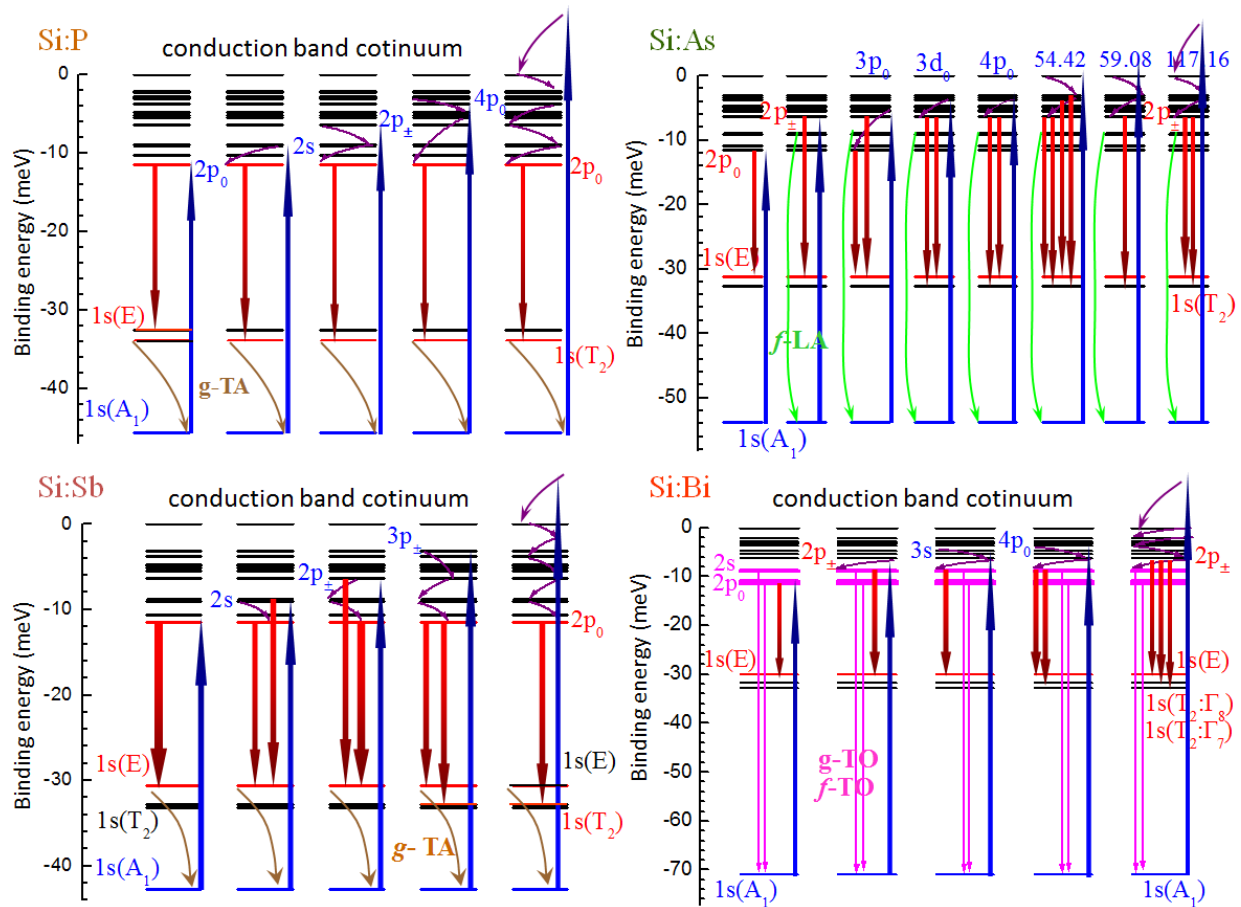 Si:P
conduction band cotinuum
Binding energy (meV)
0
-10
-20
-30
-40
2p₀
2s
2p±
4p₀
2p₀
1s(E)
1s(T₂)
g-TA
1s(A₁)
Si:As
Binding energy (meV)
0
-10
-20
-30
-40
-50
3p₀
3d₀
4p₀
54.42
59.08
117.16
2p±
2p±
2p₀
1s(E)
1s(T₂)
f-LA
1s(A₁)
Si:Sb
conduction band cotinuum
Binding energy (meV)
0
-10
-20
-30
-40
2s
2p±
3p±
2p₀
1s(E)
1s(E)
1s(T₂)
1s(T₂)
g- TA
1s(A₁)
Si:Bi
conduction band cotinuum
Binding energy (meV)
0
-10
-20
-30
-40
-50
-60
-70
2s
2p±
3s
4p₀
2p±
2p₀
1s(E)
1s(E)
1s(T₂:Γ₈)
1s(T₂:Γ₇)
g-TO
f-TO
1s(A₁)
1s(A₁)